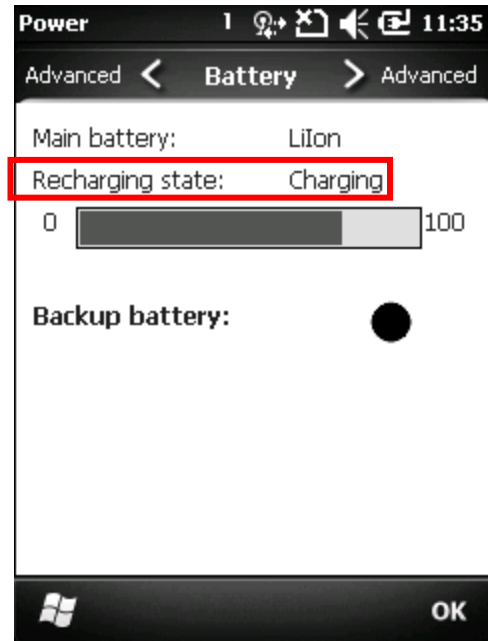 Power 1 11:35
Advanced < Battery > Advanced
Main battery: LiIon
Recharging state: Charging
0 100
Backup battery:
OK